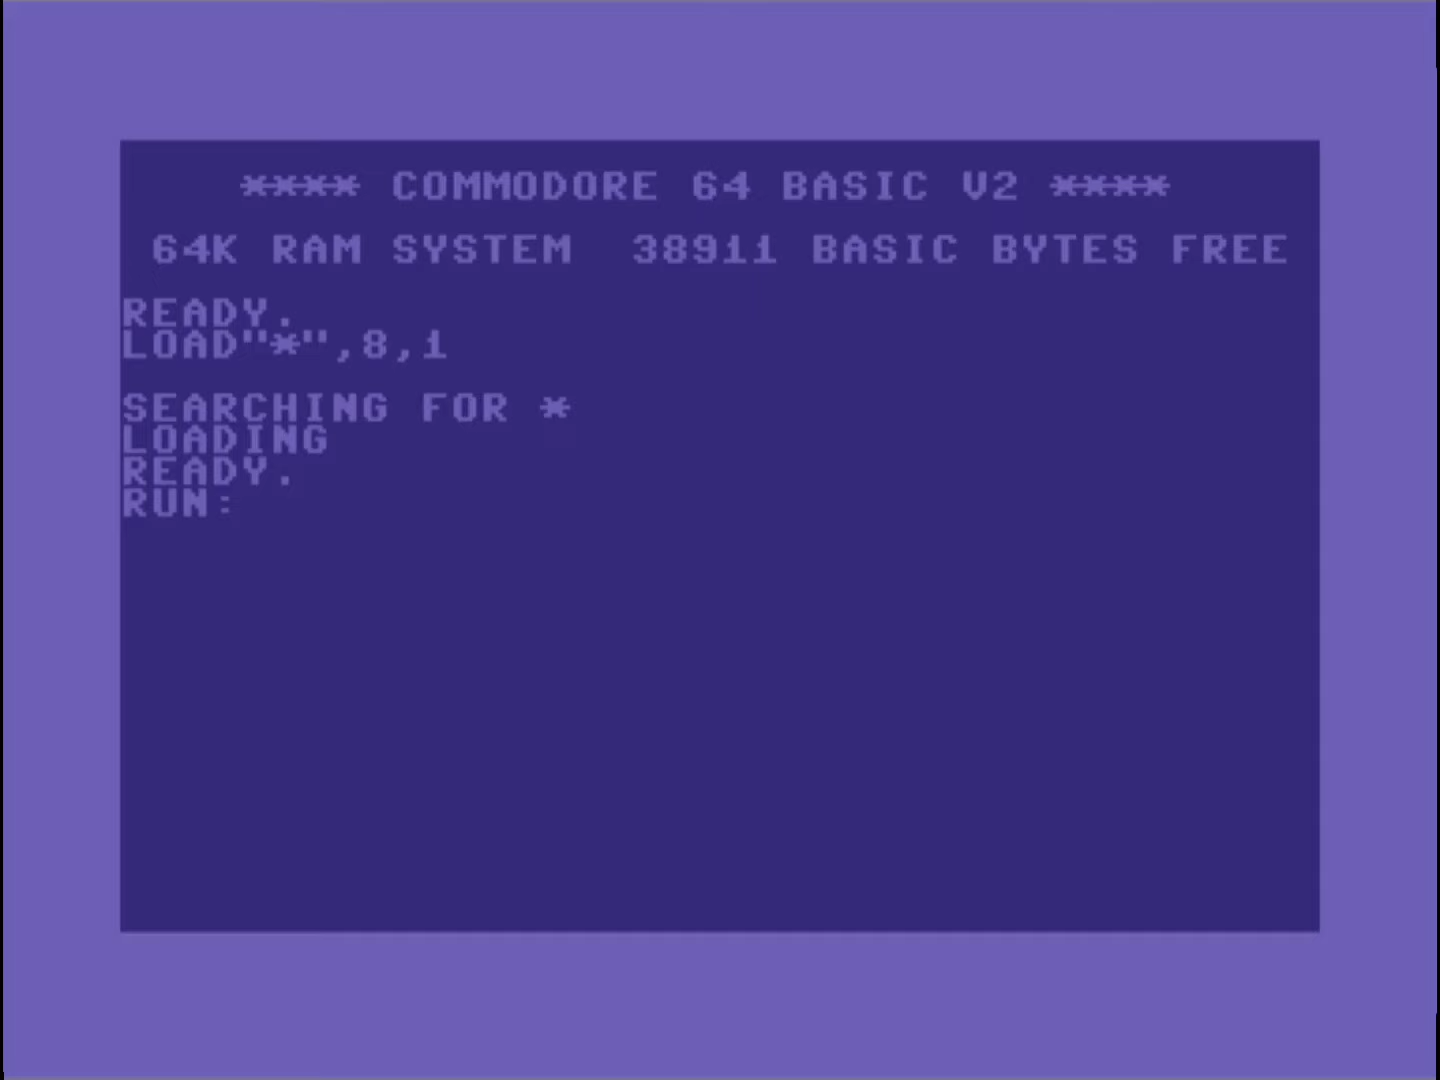 **** COMMODORE 64 BASIC V2 ****
64K RAM SYSTEM  38911 BASIC BYTES FREE
READY.
LOAD"*",8,1
SEARCHING FOR *
LOADING
READY.
RUN: